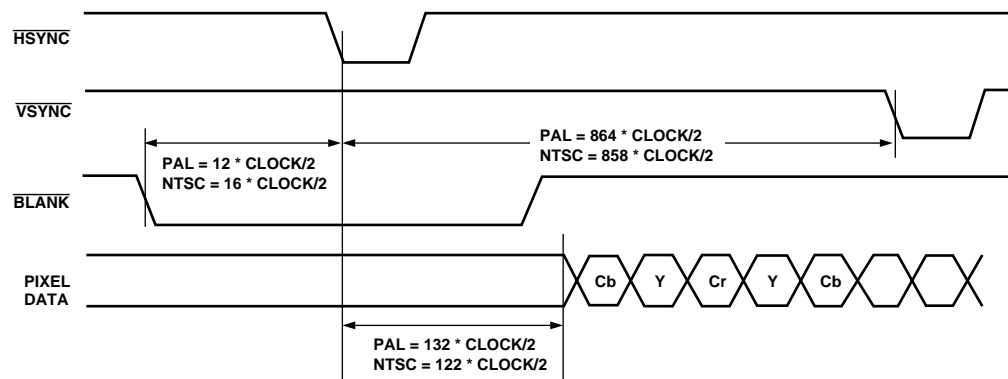 HSYNC
VSYNC
PAL = 864 * CLOCK/2
NTSC = 858 * CLOCK/2
PAL = 12 * CLOCK/2
NTSC = 16 * CLOCK/2
BLANK
PIXEL
DATA
Cb Y Cr Y Cb
PAL = 132 * CLOCK/2
NTSC = 122 * CLOCK/2